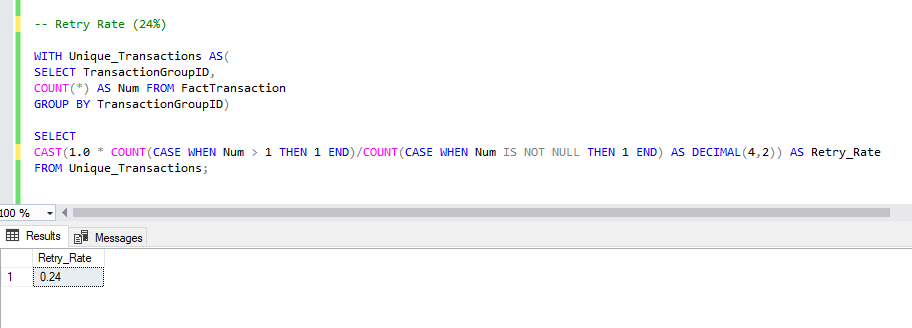 -- Retry Rate (24%)
WITH Unique_Transactions AS(
SELECT TransactionGroupID,
COUNT(*) AS Num FROM FactTransaction
GROUP BY TransactionGroupID)
SELECT
CAST(1.0 * COUNT(CASE WHEN Num > 1 THEN 1 END)/COUNT(CASE WHEN Num IS NOT NULL THEN 1 END) AS DECIMAL(4,2)) AS Retry_Rate
FROM Unique_Transactions;
100 %
Results Messages
Retry_Rate
1 0.24